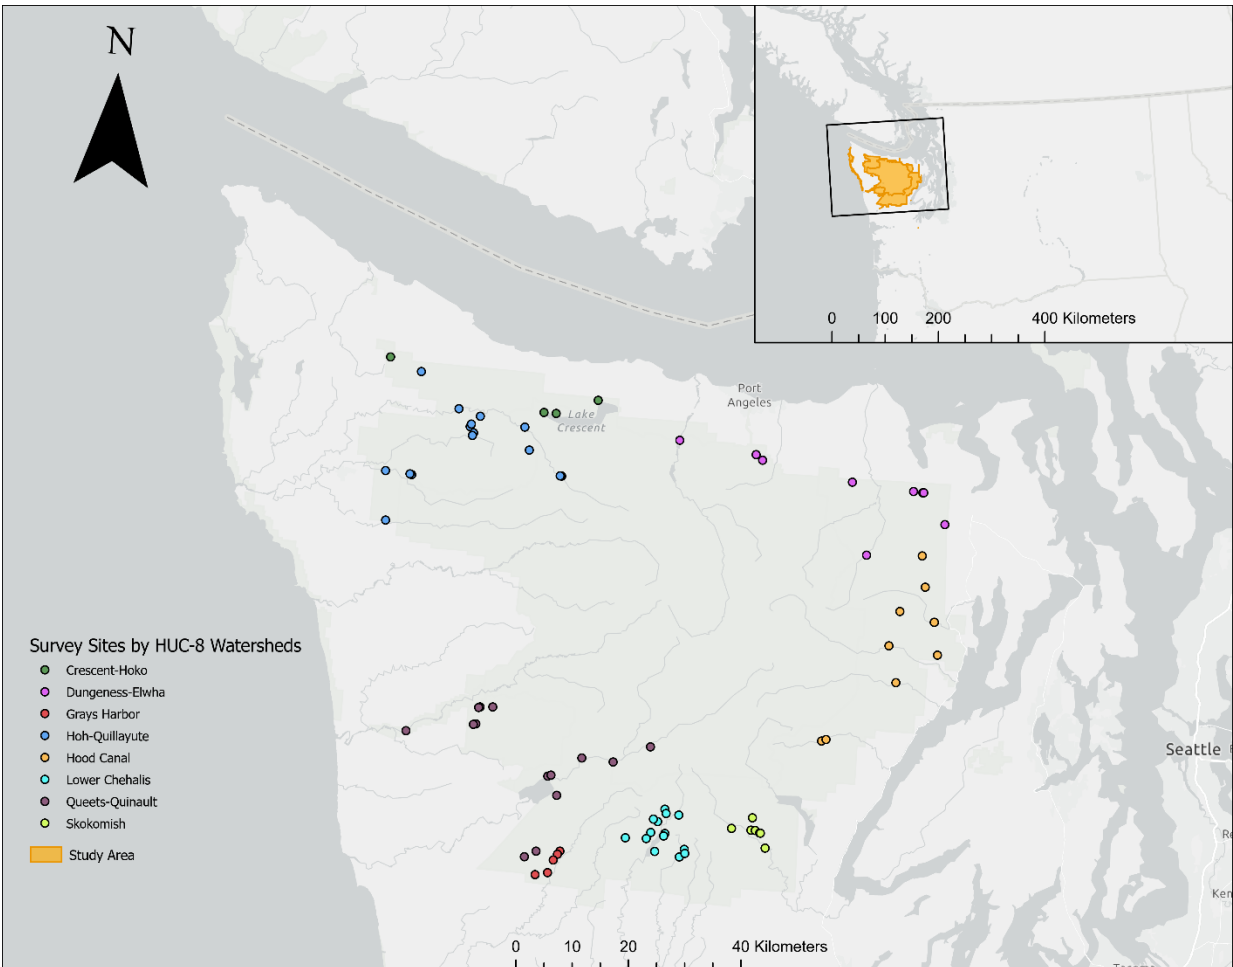 N
0 100 200 400 Kilometers
Port
Angeles
Lake
Crescent
Survey Sites by HUC-8 Watersheds
Crescent-Hoko
Dungeness-Elwha
Grays Harbor
Hoh-Quillayute
Hood Canal
Lower Chehalis
Queets-Quinault
Skokomish
Study Area
Seattle
Ken
0 10 20 40 Kilometers